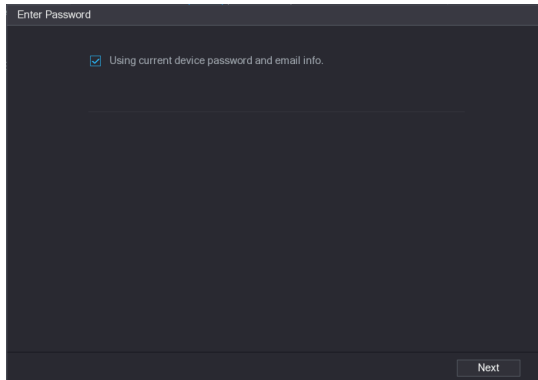 Enter Password
Using current device password and email info.
Next